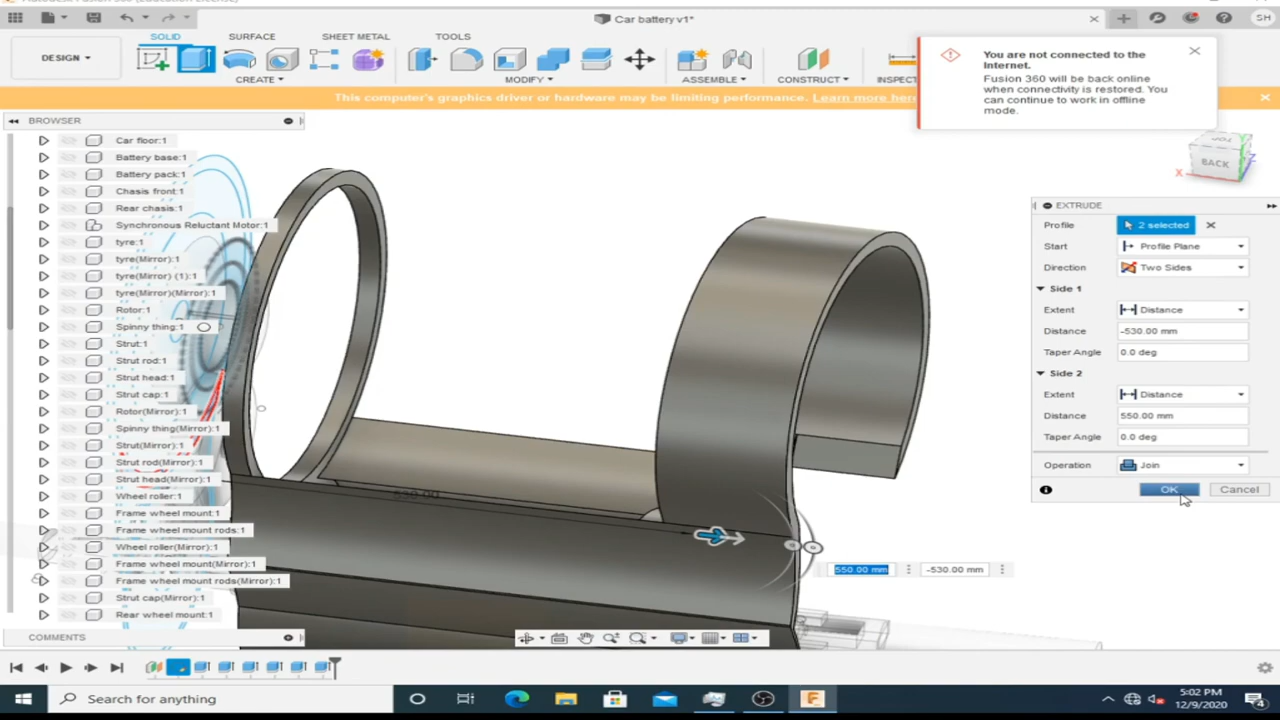 Car battery v1*
SH
DESIGN
SOLID
SURFACE
SHEET METAL
TOOLS
CREATE
MODIFY
ASSEMBLE
CONSTRUCT
INSPECT
You are not connected to the
Internet.
Fusion 360 will be back online
when connectivity is restored. You
can continue to work in offline
mode.
This computer's graphics driver or hardware may be limiting performance. Learn more here
BROWSER
Car floor:1
Battery base:1
Battery pack:1
Chasis front:1
Rear chasis:1
Synchronous Reluctant Motor:1
tyre:1
tyre(Mirror):1
tyre(Mirror) (1):1
tyre(Mirror)(Mirror):1
Rotor:1
Spinny thing:1
Strut:1
Strut rod:1
Strut head:1
Strut cap:1
Rotor(Mirror):1
Spinny thing(Mirror):1
Strut(Mirror):1
Strut rod(Mirror):1
Strut head(Mirror):1
Wheel roller:1
Frame wheel mount:1
Frame wheel mount rods:1
Wheel roller(Mirror):1
Frame wheel mount(Mirror):1
Frame wheel mount rods(Mirror):1
Strut cap(Mirror):1
Rear wheel mount:1
COMMENTS
530.00
550.00 mm
-530.00 mm
TOP
BACK
X
Z
EXTRUDE
Profile 2 selected
Start Profile Plane
Direction Two Sides
Side 1
Extent Distance
Distance -530.00 mm
Taper Angle 0.0 deg
Side 2
Extent Distance
Distance 550.00 mm
Taper Angle 0.0 deg
Operation Join
OK Cancel
Search for anything
5:02 PM
12/9/2020
4